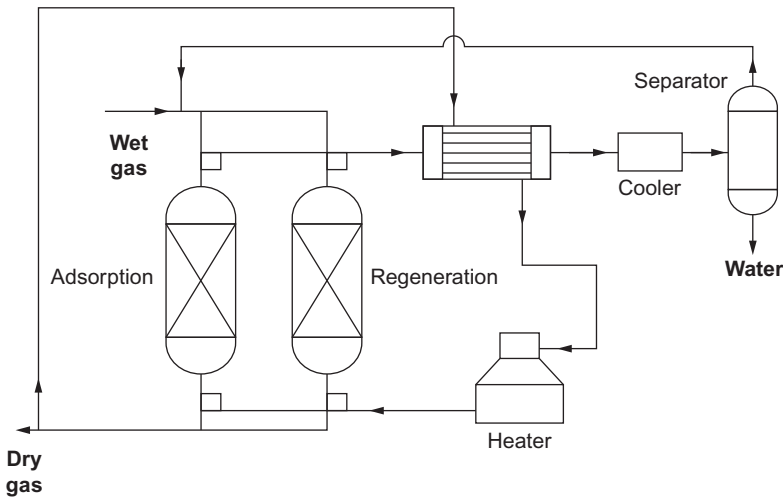 Separator
Wet
gas
Cooler
Water
Adsorption
Regeneration
Heater
Dry
gas